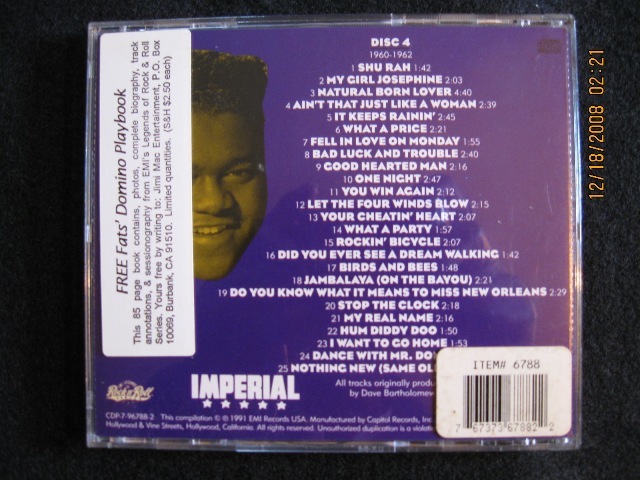 FREE Fats' Domino Playbook
This 85 page book contains, photos, complete biography, track
annotations, & sessionography from EMI's Legends of Rock & Roll
Series. Yours free by writing to: Jimi Mac Entertainment, P.O. Box
10069, Burbank, CA 91510. Limited quantities. (S&H $2.50 each)
DISC 4
1960-1962
1 SHU RAH 1:42
2 MY GIRL JOSEPHINE 2:03
3 NATURAL BORN LOVER 4:40
4 AIN'T THAT JUST LIKE A WOMAN 2:39
5 IT KEEPS RAININ' 2:45
6 WHAT A PRICE 2:21
7 FELL IN LOVE ON MONDAY 1:55
8 BAD LUCK AND TROUBLE 2:40
9 GOOD HEARTED MAN 2:16
10 ONE NIGHT 2:47
11 YOU WIN AGAIN 2:12
12 LET THE FOUR WINDS BLOW 2:15
13 YOUR CHEATIN' HEART 2:07
14 WHAT A PARTY 1:57
15 ROCKIN' BICYCLE 2:07
16 DID YOU EVER SEE A DREAM WALKING 1:42
17 BIRDS AND BEES 1:48
18 JAMBALAYA (ON THE BAYOU) 2:21
19 DO YOU KNOW WHAT IT MEANS TO MISS NEW ORLEANS 2:29
20 STOP THE CLOCK 2:18
21 MY REAL NAME 2:16
22 HUM DIDDY DOO 1:50
23 I WANT TO GO HOME 1:53
24 DANCE WITH MR. DO
25 NOTHING NEW (SAME OL
Rock n Roll
IMPERIAL
All tracks originally produ
by Dave Bartholomew
CDP-7-96788-2 This compilation © ℗ 1991 EMI Records USA. Manufactured by Capitol Records, Inc
Hollywood & Vine Streets, Hollywood, California. All rights reserved. Unauthorized duplication is a violatio
ITEM# 6788
7 67373 67882 2
12/18/2008 02:21